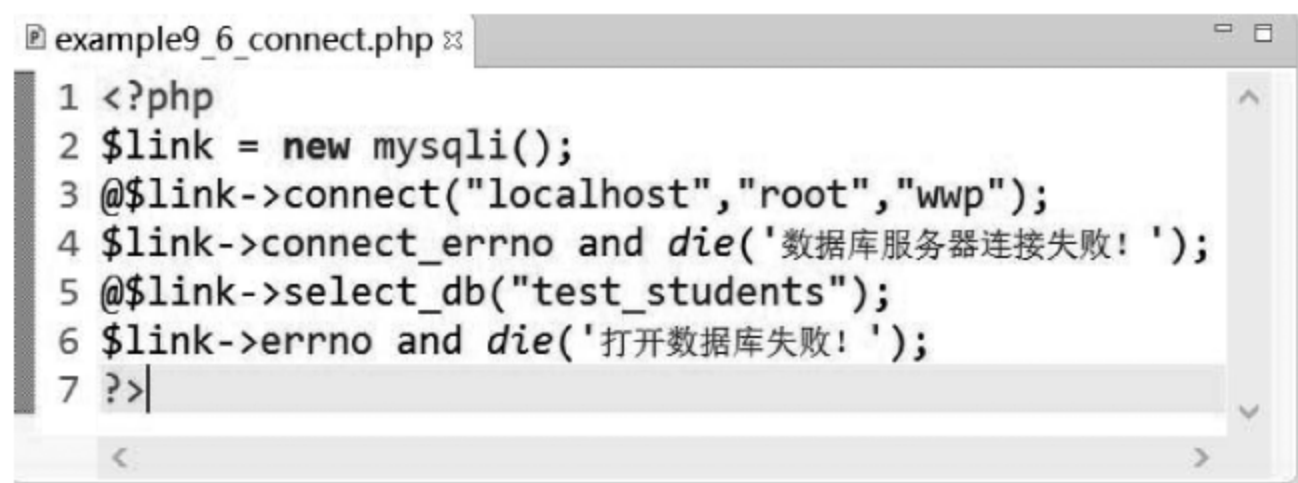 example9_6_connect.php
1 <?php
2 $link = new mysqli();
3 @$link->connect("localhost","root","wwp");
4 $link->connect_errno and die('数据库服务器连接失败！');
5 @$link->select_db("test_students");
6 $link->errno and die('打开数据库失败！');
7 ?>